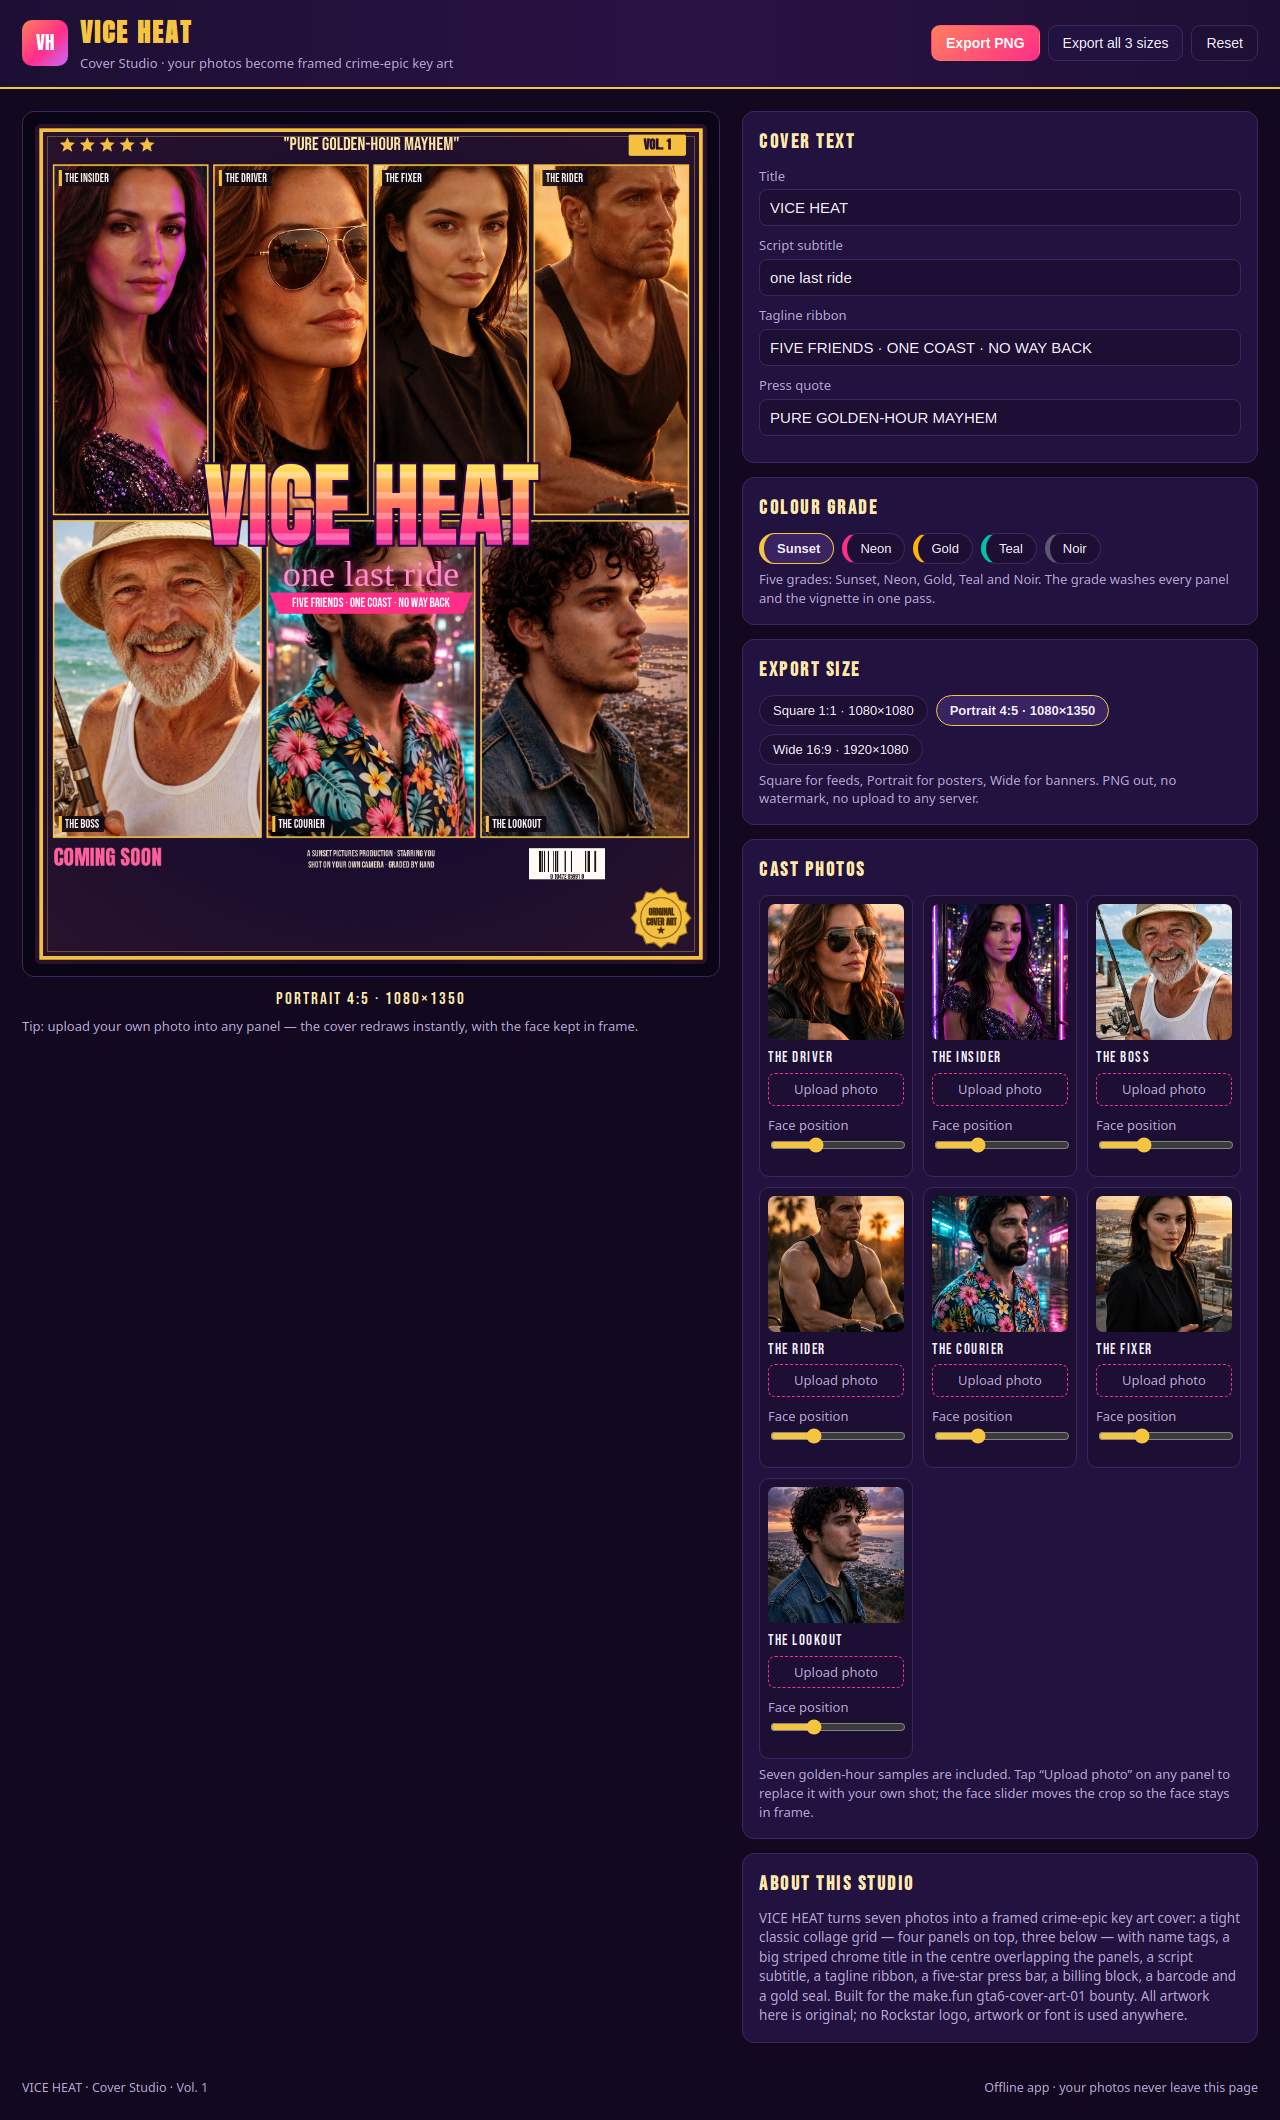 VH
VICE HEAT
Cover Studio · your photos become framed crime-epic key art
Export PNG
Export all 3 sizes
Reset
★★★★★
"PURE GOLDEN-HOUR MAYHEM"
VOL. 1
THE INSIDER
THE DRIVER
THE FIXER
THE RIDER
VICE HEAT
one last ride
FIVE FRIENDS · ONE COAST · NO WAY BACK
THE BOSS
THE COURIER
THE LOOKOUT
COMING SOON
A SUNSET PICTURES PRODUCTION · STARRING YOU
SHOT ON YOUR OWN CAMERA · GRADED BY HAND
ORIGINAL
COVER ART
★
PORTRAIT 4:5 · 1080×1350
Tip: upload your own photo into any panel — the cover redraws instantly, with the face kept in frame.
COVER TEXT
Title
VICE HEAT
Script subtitle
one last ride
Tagline ribbon
FIVE FRIENDS · ONE COAST · NO WAY BACK
Press quote
PURE GOLDEN-HOUR MAYHEM
COLOUR GRADE
Sunset
Neon
Gold
Teal
Noir
Five grades: Sunset, Neon, Gold, Teal and Noir. The grade washes every panel
and the vignette in one pass.
EXPORT SIZE
Square 1:1 · 1080×1080
Portrait 4:5 · 1080×1350
Wide 16:9 · 1920×1080
Square for feeds, Portrait for posters, Wide for banners. PNG out, no
watermark, no upload to any server.
CAST PHOTOS
THE DRIVER
Upload photo
Face position
THE INSIDER
Upload photo
Face position
THE BOSS
Upload photo
Face position
THE RIDER
Upload photo
Face position
THE COURIER
Upload photo
Face position
THE FIXER
Upload photo
Face position
THE LOOKOUT
Upload photo
Face position
Seven golden-hour samples are included. Tap “Upload photo” on any panel to
replace it with your own shot; the face slider moves the crop so the face stays
in frame.
ABOUT THIS STUDIO
VICE HEAT turns seven photos into a framed crime-epic key art cover: a tight
classic collage grid — four panels on top, three below — with name tags, a
big striped chrome title in the centre overlapping the panels, a script
subtitle, a tagline ribbon, a five-star press bar, a billing block, a barcode and
a gold seal. Built for the make.fun gta6-cover-art-01 bounty. All artwork
here is original; no Rockstar logo, artwork or font is used anywhere.
VICE HEAT · Cover Studio · Vol. 1
Offline app · your photos never leave this page